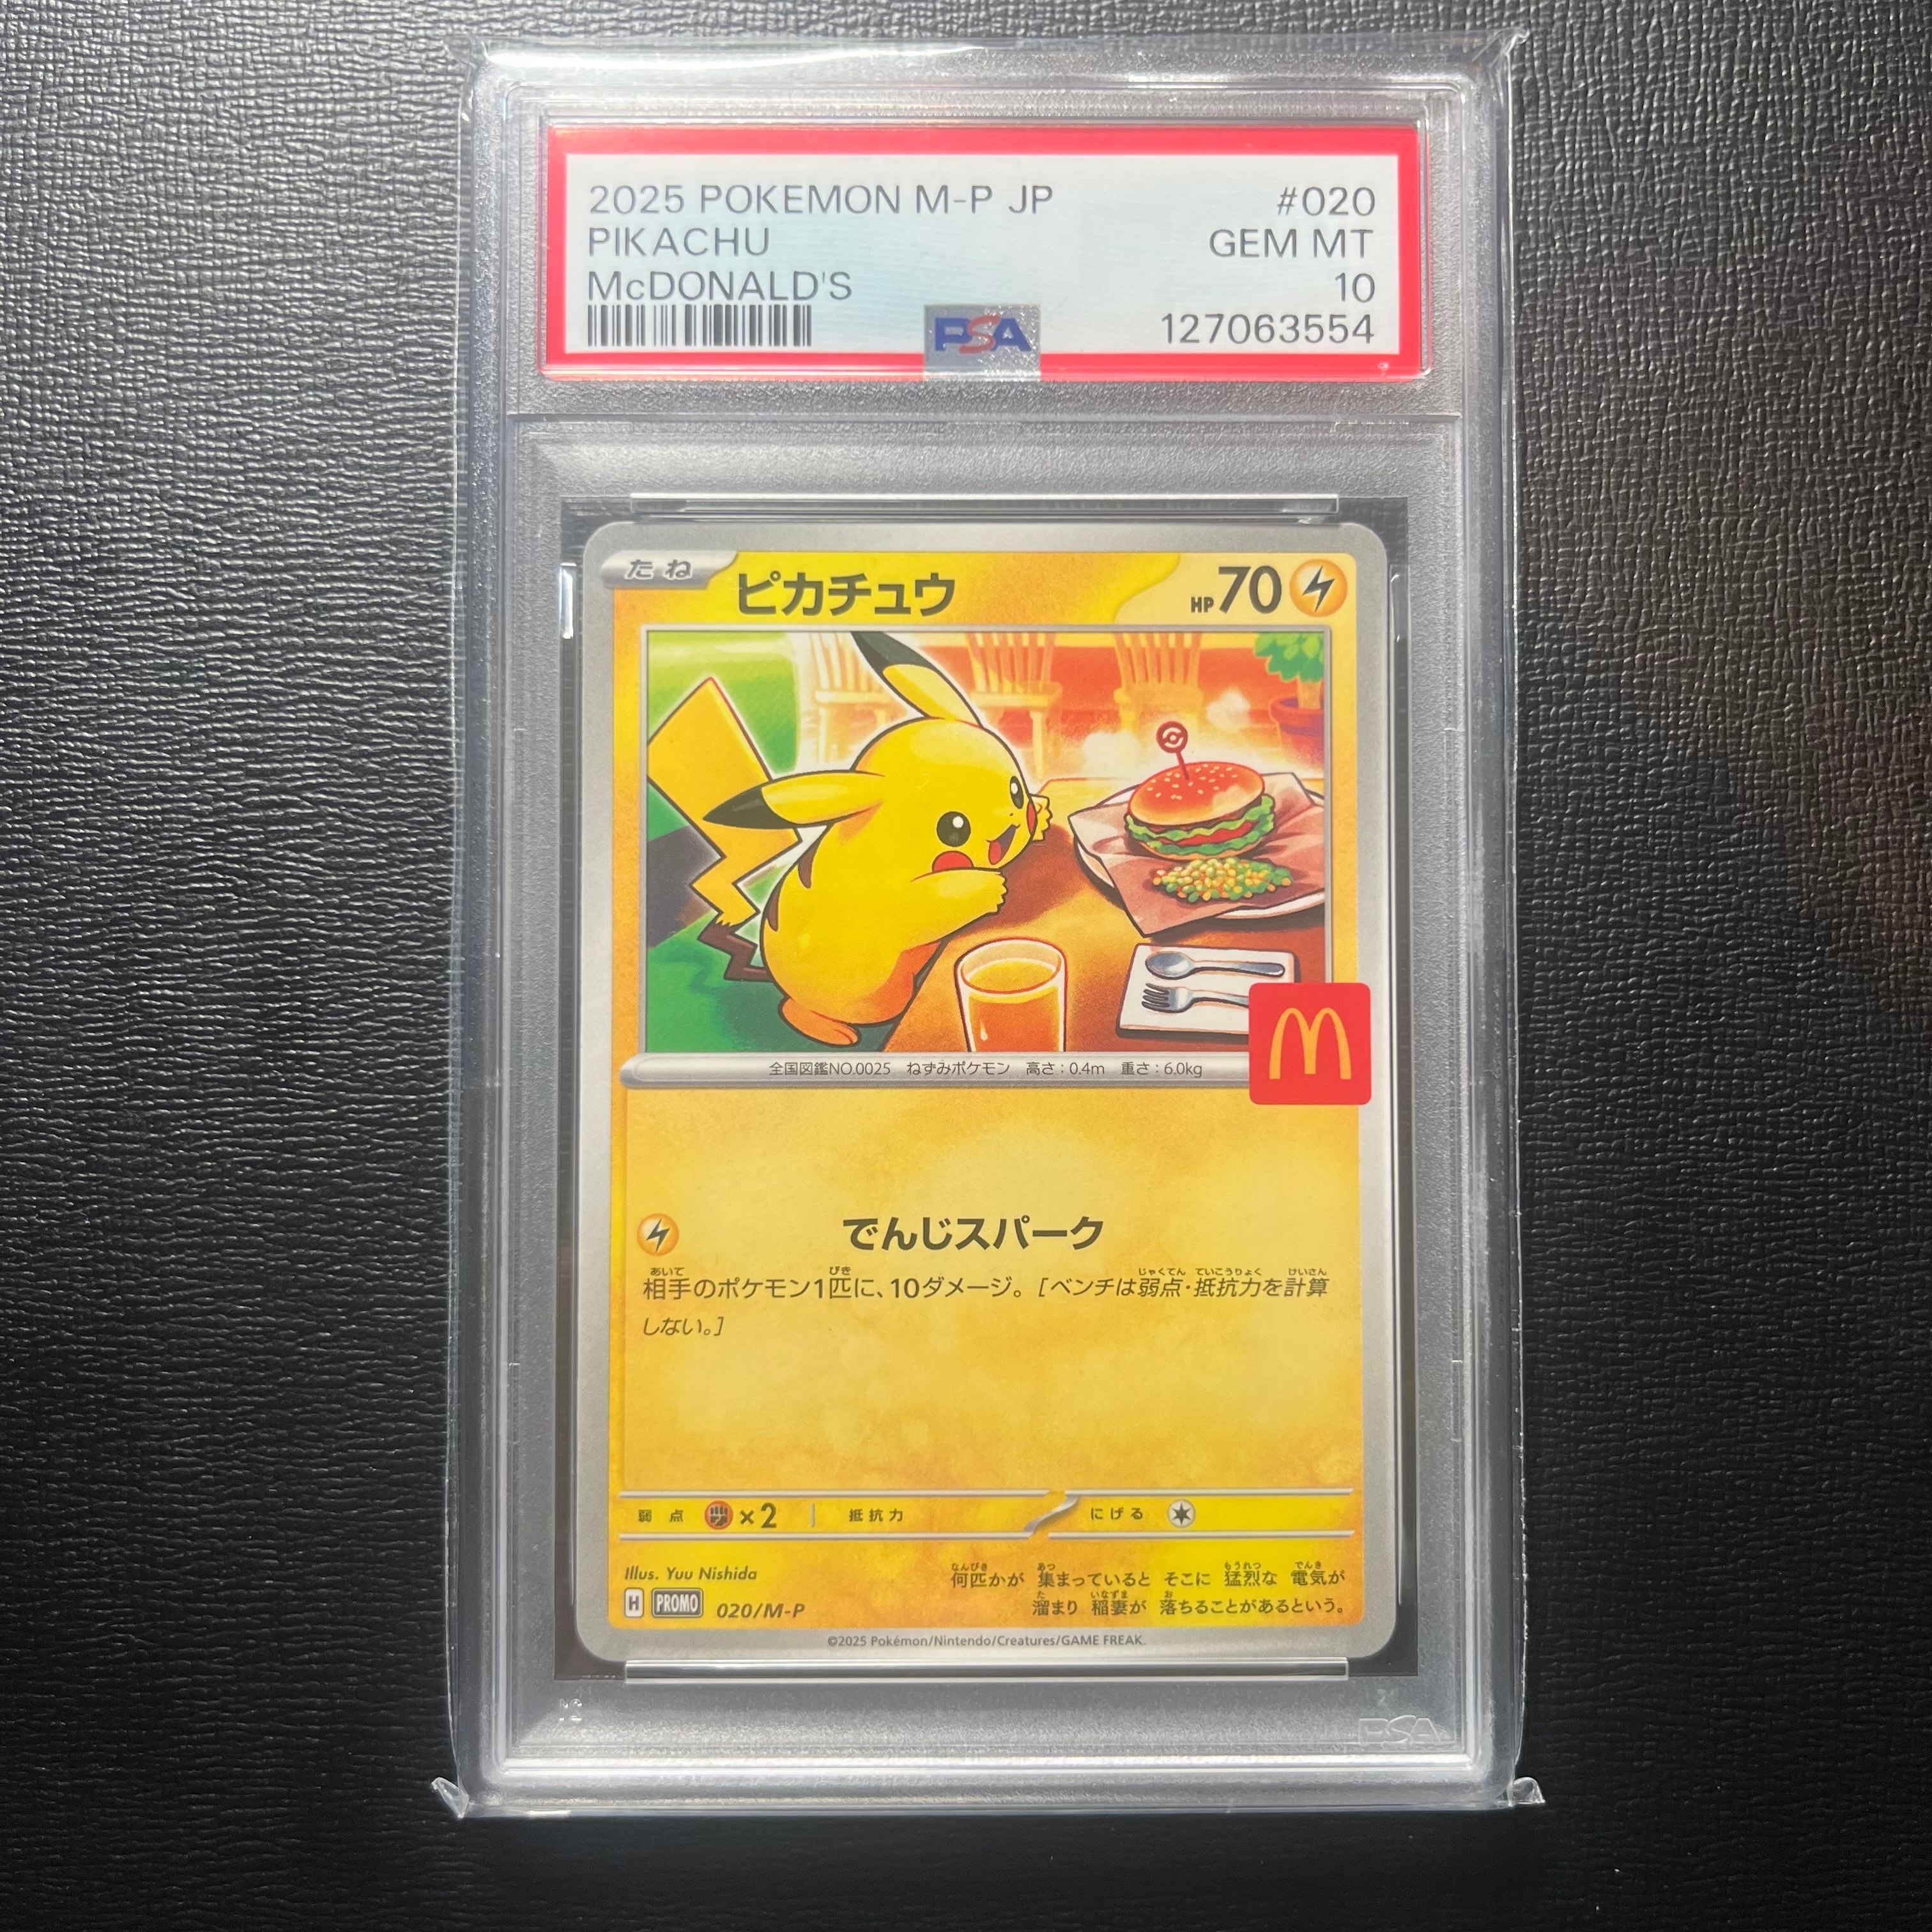 2025 POKEMON M-P JP #020
PIKACHU GEM MT
McDONALD'S 10
PSA 127063554
たね ピカチュウ HP70
M
全国図鑑NO.0025 ねずみポケモン 高さ:0.4m 重さ:6.0kg
でんじスパーク
相手のポケモン1匹に、10ダメージ。[ベンチは弱点・抵抗力を計算
しない。]
弱点 ×2 抵抗力 にげる
Illus. Yuu Nishida
H PROMO 020/M-P
何匹かが 集まっていると そこに 猛烈な 電気が
溜まり 稲妻が 落ちることがあるという。
©2025 Pokémon/Nintendo/Creatures/GAME FREAK.
PSA